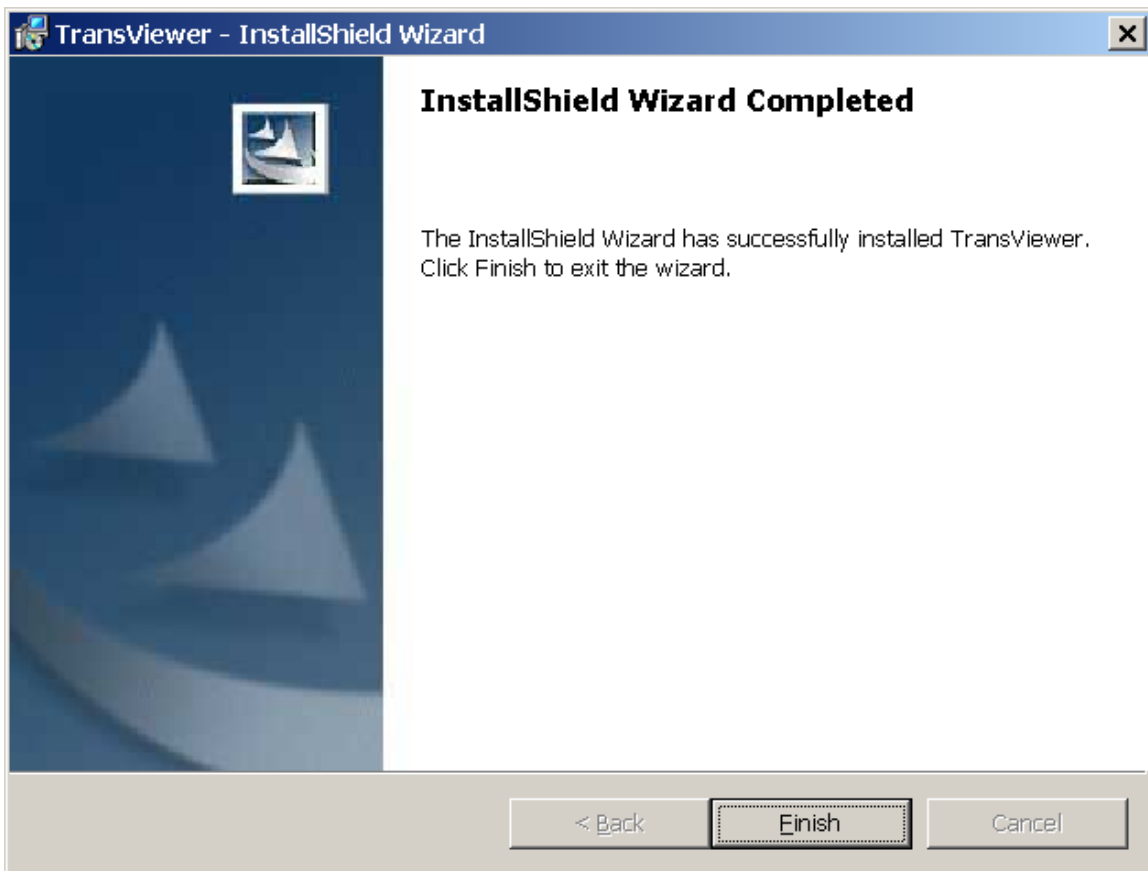 TransViewer - InstallShield Wizard
InstallShield Wizard Completed
The InstallShield Wizard has successfully installed TransViewer.
Click Finish to exit the wizard.
< Back
Finish
Cancel